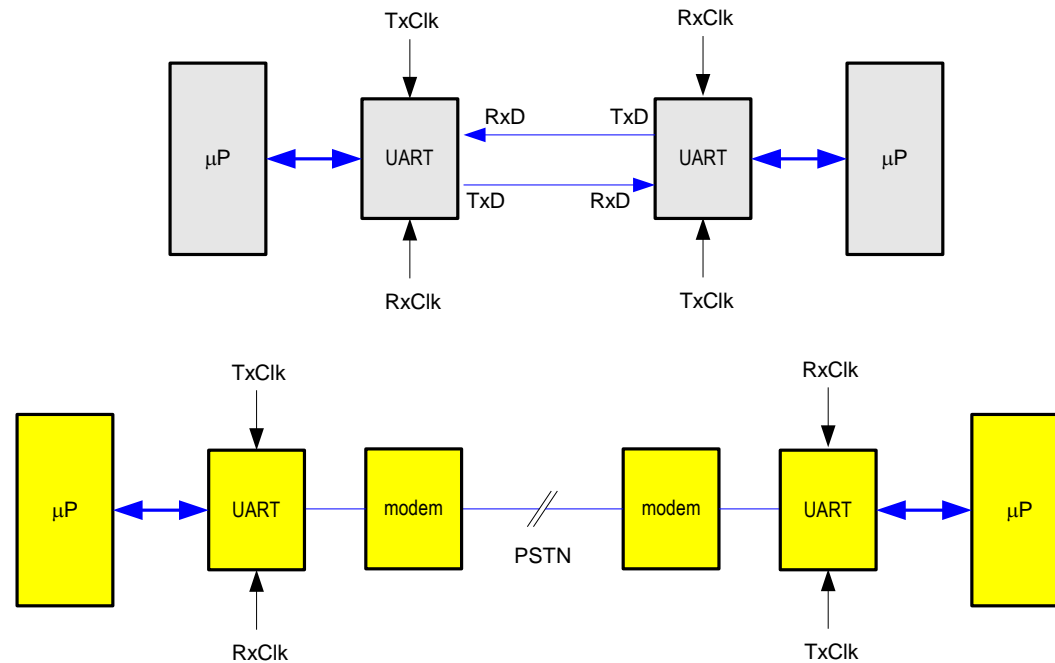 TxClk
RxClk
RxD
TxD
μP
UART
UART
μP
TxD
RxD
RxClk
TxClk
TxClk
RxClk
μP
UART
modem
modem
UART
μP
PSTN
RxClk
TxClk